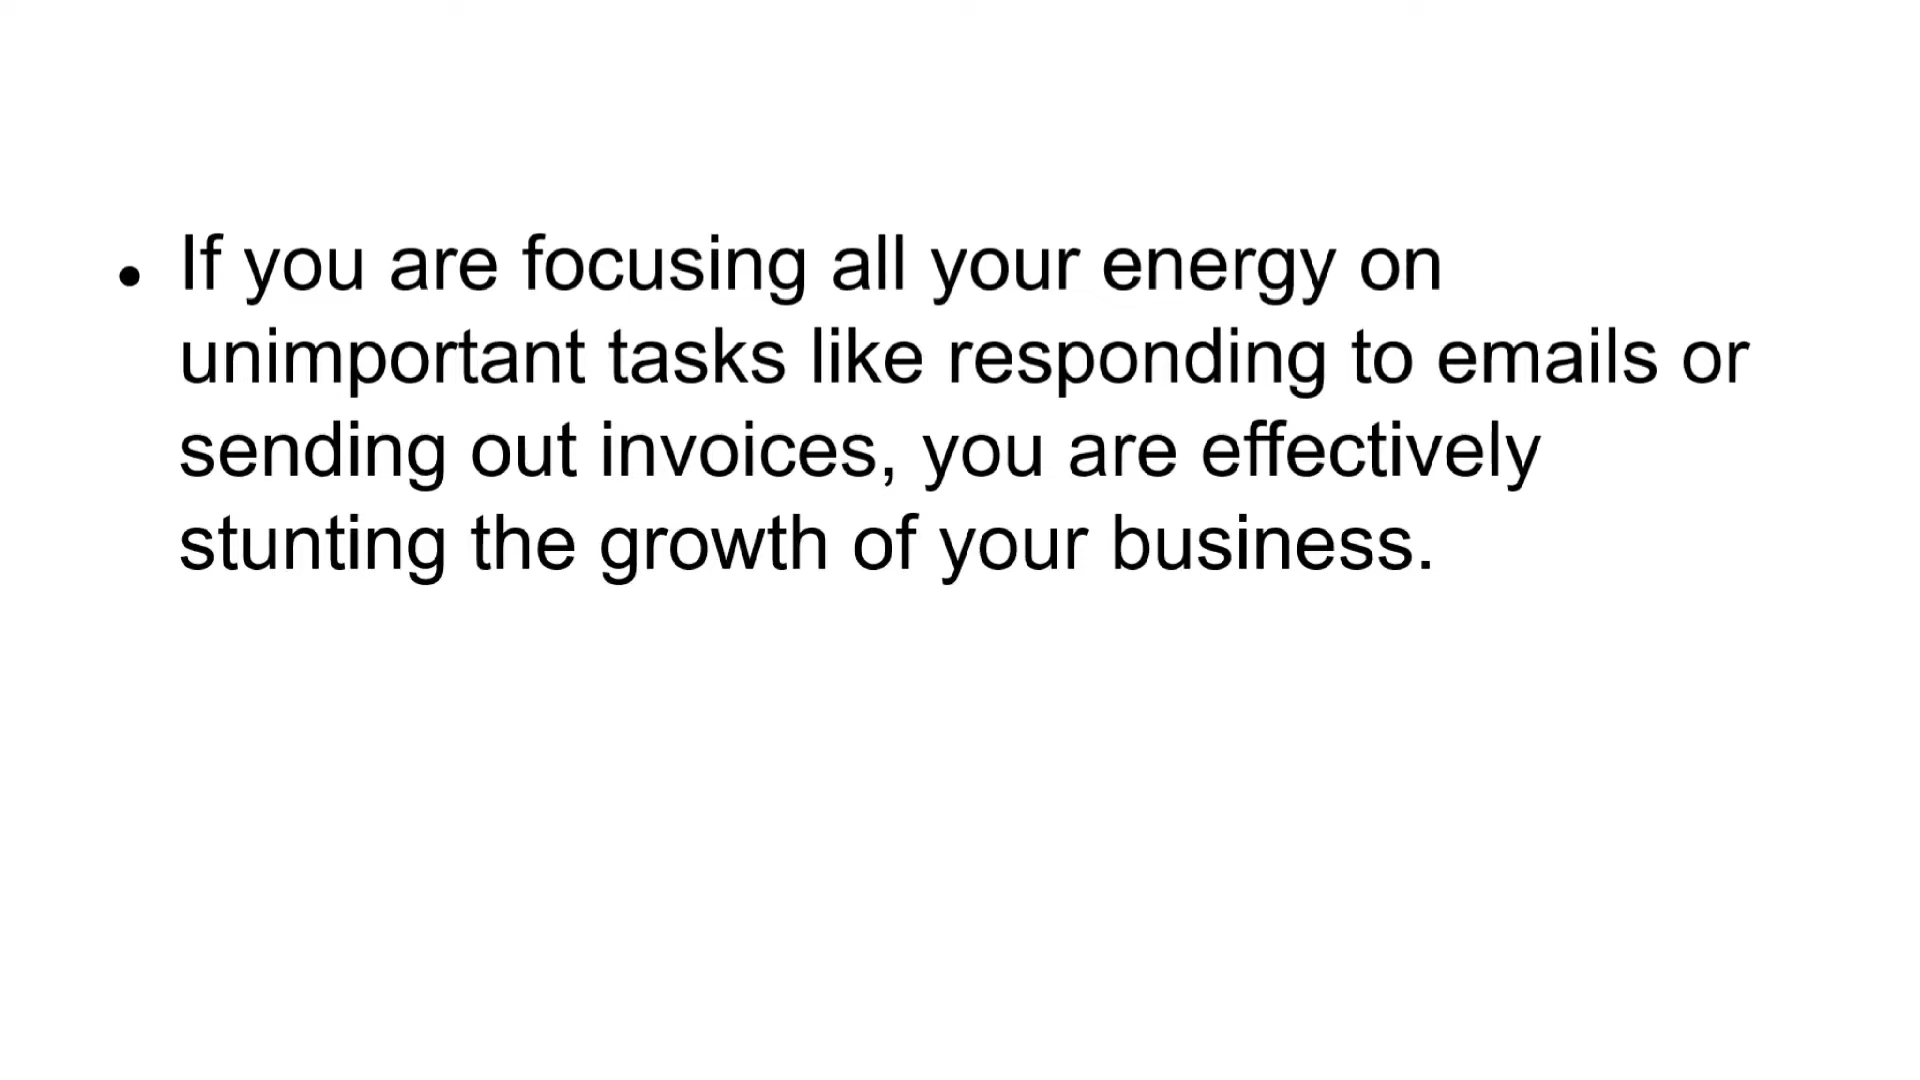 • If you are focusing all your energy on
unimportant tasks like responding to emails or
sending out invoices, you are effectively
stunting the growth of your business.